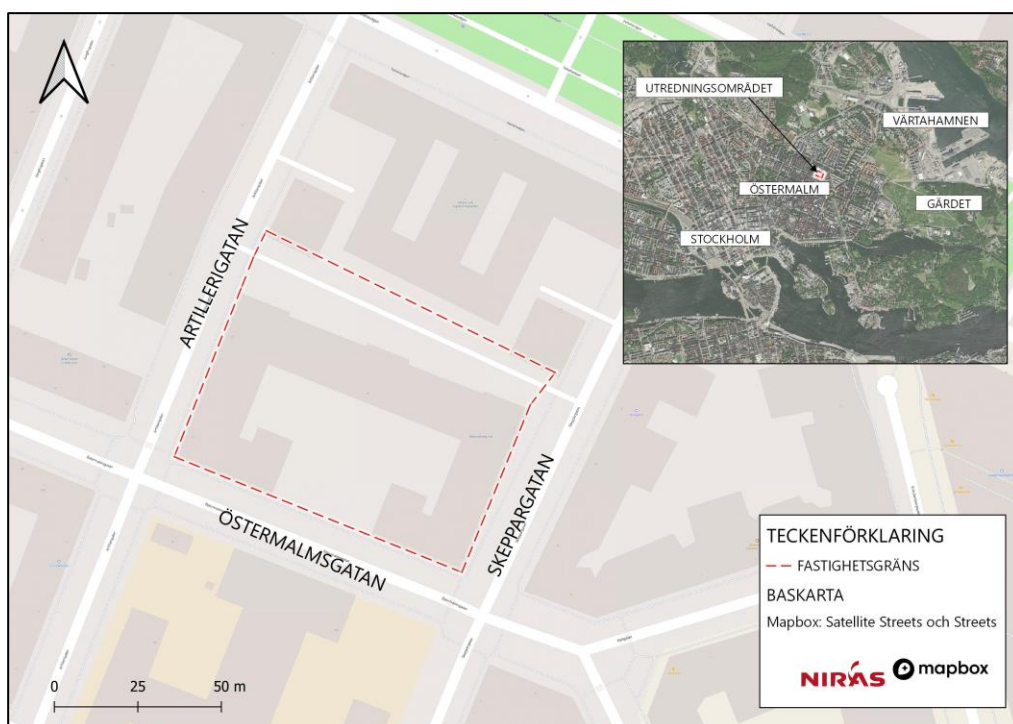 UTREDNINGSOMRÅDET
VÄRTAHAMNEN
ÖSTERMALM
GÄRDET
STOCKHOLM
ARTILLERIGATAN
SKEPPARGATAN
ÖSTERMALMSGATAN
TECKENFÖRKLARING
FASTIGHETSGRÄNS
BASKARTA
Mapbox: Satellite Streets och Streets
NIRÁS mapbox
0 25 50 m